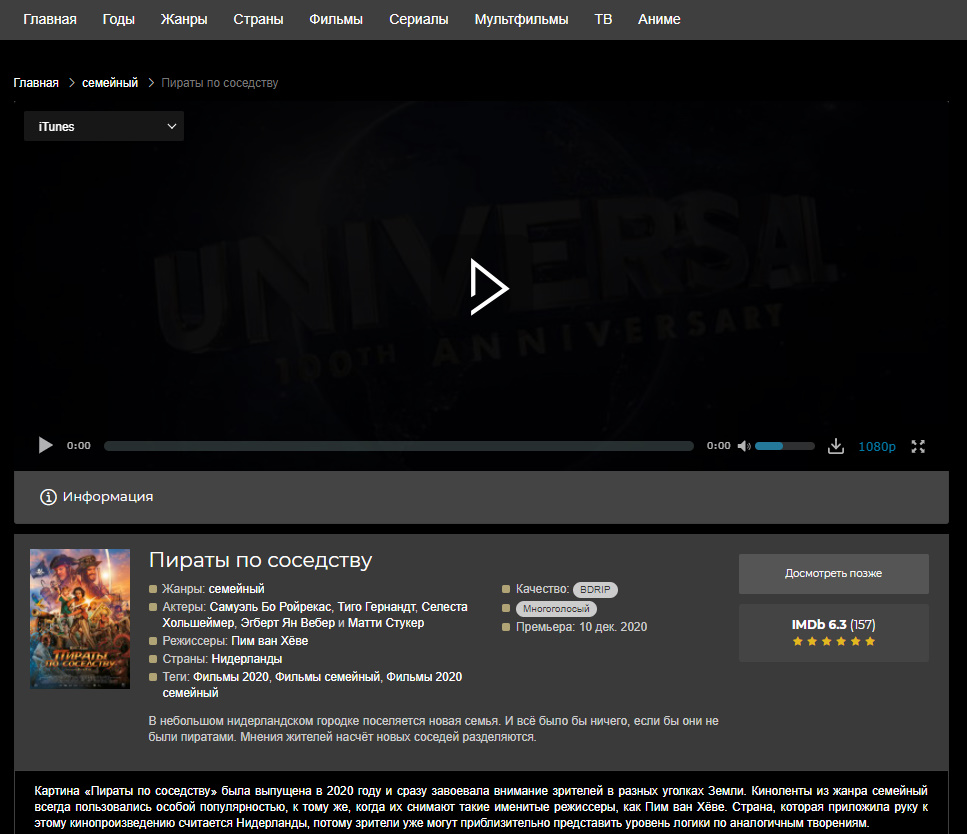 Главная Годы Жанры Страны Фильмы Сериалы Мультфильмы ТВ Аниме
Главная > семейный > Пираты по соседству
iTunes
UNIVERSAL
100TH ANNIVERSARY
0:00 0:00 1080p
Информация
Пираты по соседству
Жанры: семейный
Актеры: Самуэль Бо Ройрекас, Тиго Гернандт, Селеста
Хольшеймер, Эгберт Ян Вебер и Матти Стукер
Режиссеры: Пим ван Хёве
Страны: Нидерланды
Теги: Фильмы 2020, Фильмы семейный, Фильмы 2020
семейный
Качество: BDRIP
Многоголосый
Премьера: 10 дек. 2020
Досмотреть позже
IMDb 6.3 (157)
ПИРАТЫ
ПО СОСЕДСТВУ
В небольшом нидерландском городке поселяется новая семья. И всё было бы ничего, если бы они не
были пиратами. Мнения жителей насчёт новых соседей разделяются.
Картина «Пираты по соседству» была выпущена в 2020 году и сразу завоевала внимание зрителей в разных уголках Земли. Киноленты из жанра семейный
всегда пользовались особой популярностью, к тому же, когда их снимают такие именитые режиссеры, как Пим ван Хёве. Страна, которая приложила руку к
этому кинопроизведению считается Нидерланды, потому зрители уже могут приблизительно представить уровень логики по аналогичным творениям.